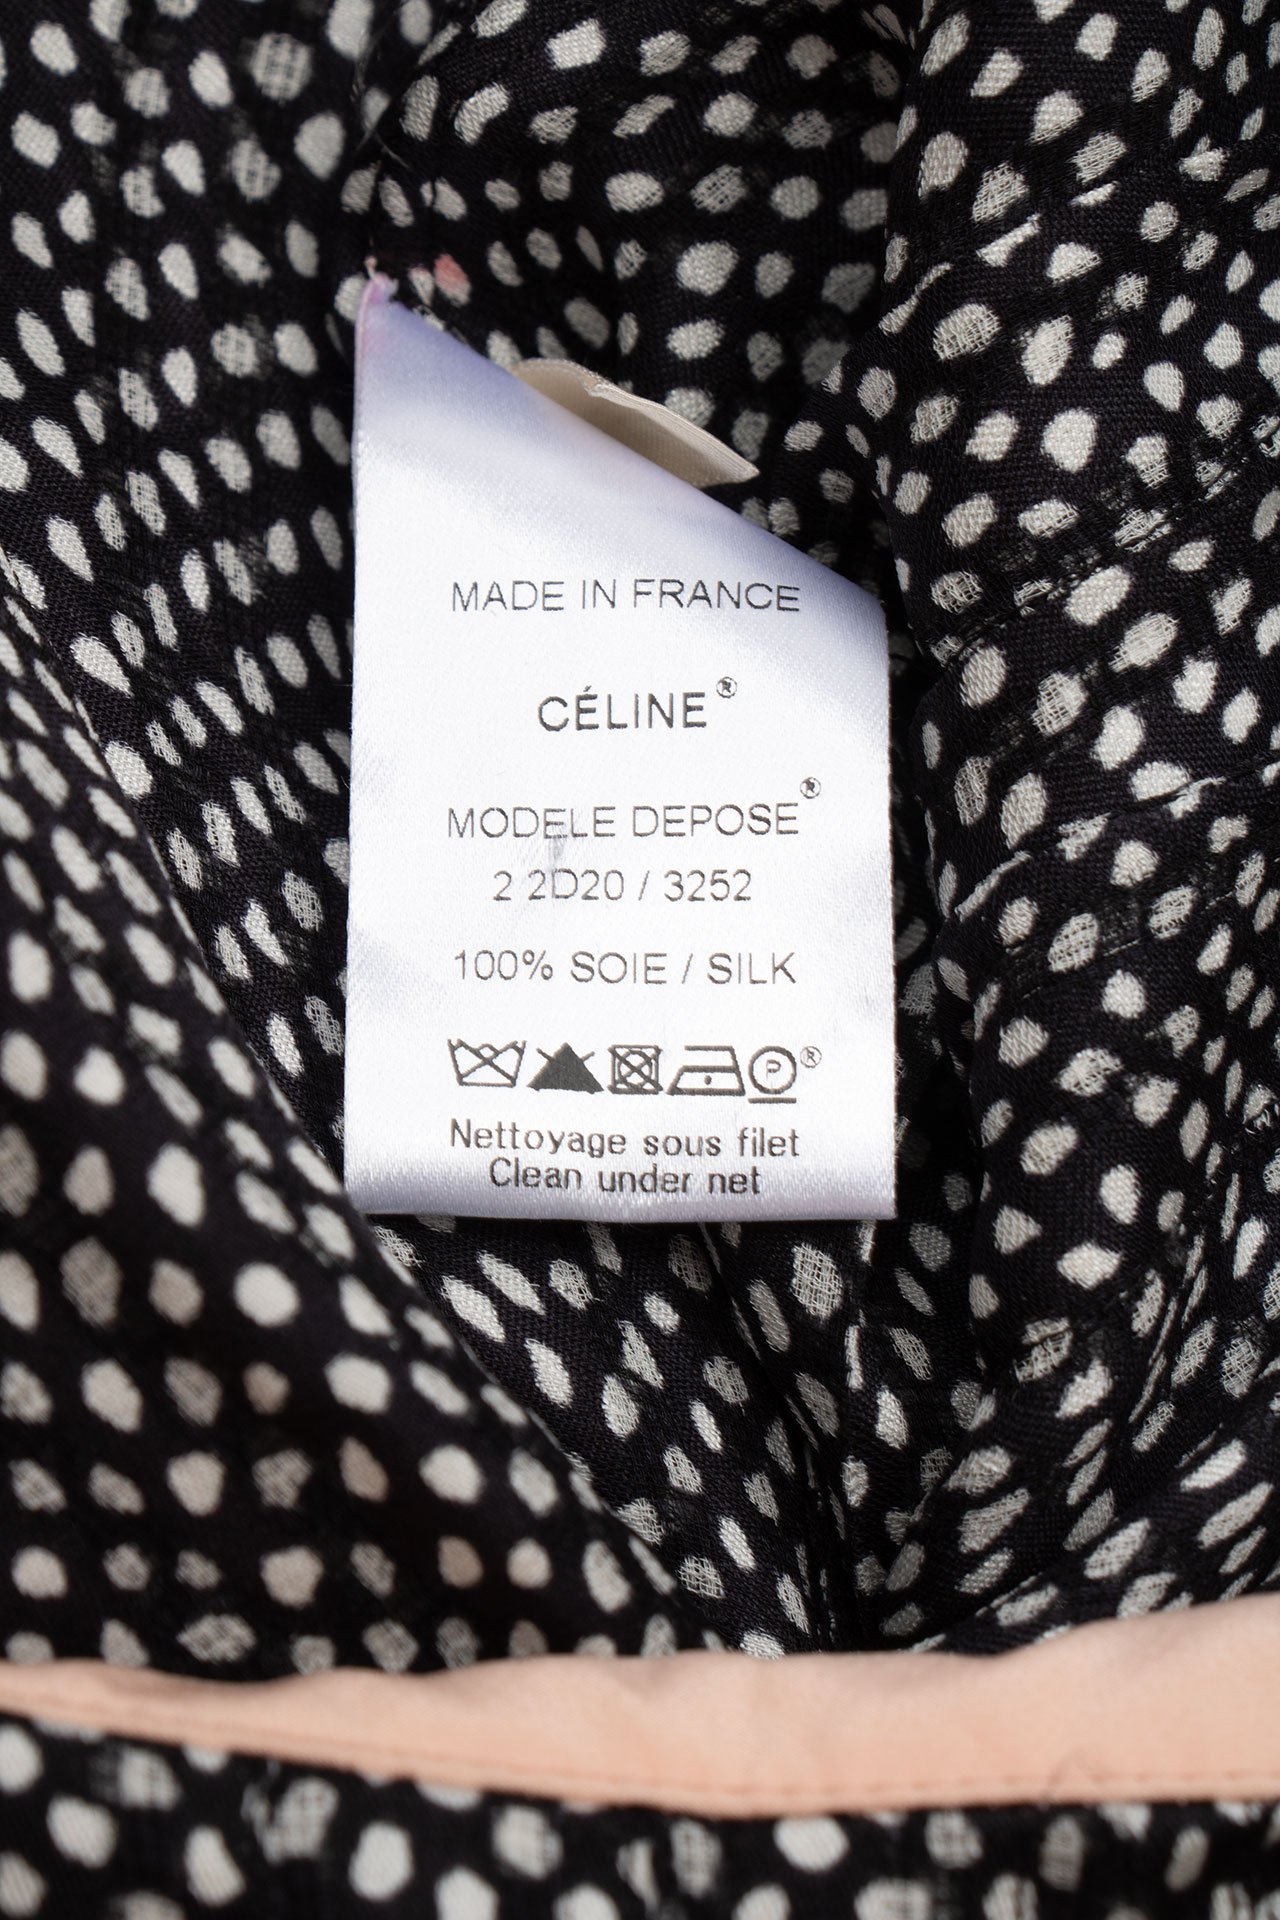 MADE IN FRANCE
CÉLINE®
MODELE DEPOSE®
2 2D20 / 3252
100% SOIE / SILK
P ®
Nettoyage sous filet
Clean under net